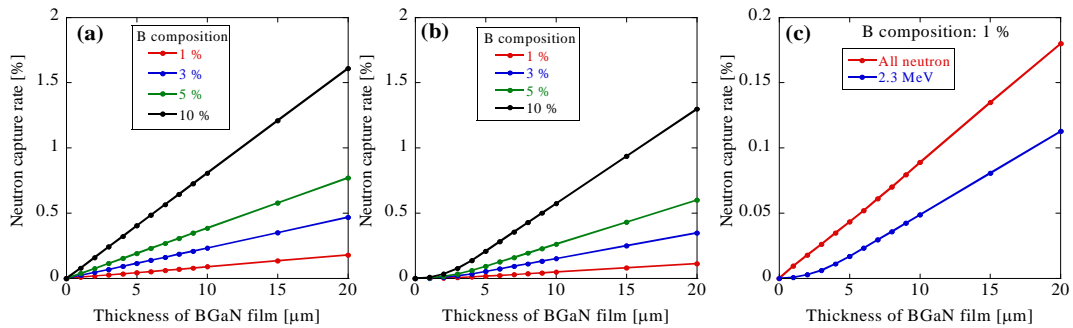 (a)
B composition
1 %
3 %
5 %
10 %
Neutron capture rate [%]
2
1.5
1
0.5
0
0
5
10
15
20
Thickness of BGaN film [μm]
(b)
B composition
1 %
3 %
5 %
10 %
Neutron capture rate [%]
2
1.5
1
0.5
0
0
5
10
15
20
Thickness of BGaN film [μm]
(c)
B composition: 1 %
All neutron
2.3 MeV
Neutron capture rate [%]
0.2
0.15
0.1
0.05
0
0
5
10
15
20
Thickness of BGaN film [μm]